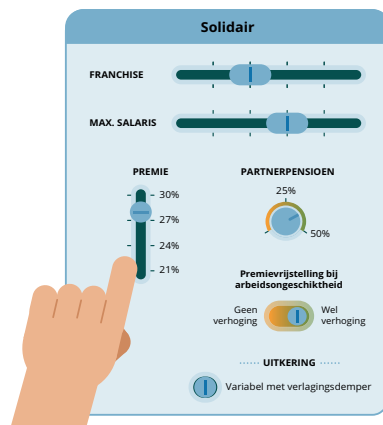 Solidair
FRANCHISE
MAX. SALARIS
PREMIE
30%
27%
24%
21%
PARTNERPENSIOEN
25%
50%
Premievrijstelling bij
arbeidsongeschiktheid
Geen
verhoging
Wel
verhoging
UITKERING
Variabel met verlagingsdemper